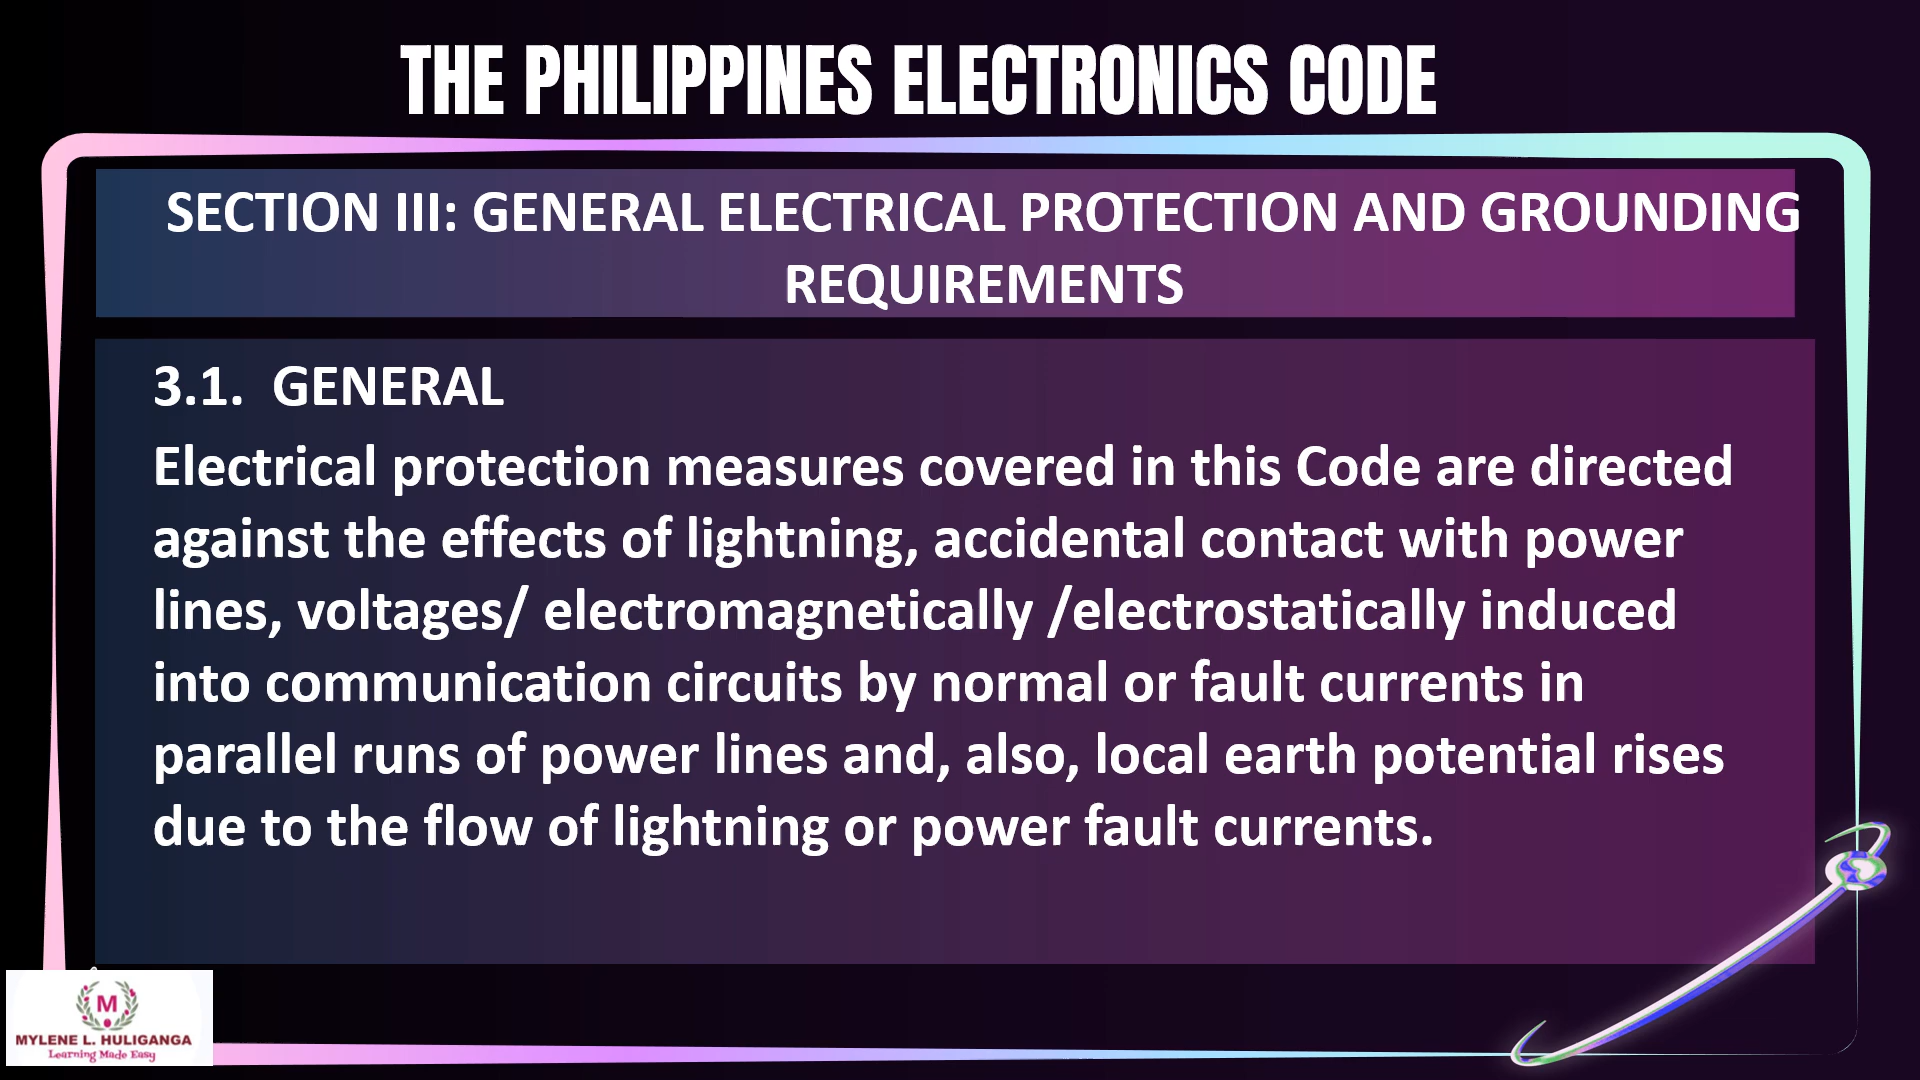 THE PHILIPPINES ELECTRONICS CODE
SECTION III: GENERAL ELECTRICAL PROTECTION AND GROUNDING
REQUIREMENTS
3.1. GENERAL
Electrical protection measures covered in this Code are directed
against the effects of lightning, accidental contact with power
lines, voltages/ electromagnetically /electrostatically induced
into communication circuits by normal or fault currents in
parallel runs of power lines and, also, local earth potential rises
due to the flow of lightning or power fault currents.
M
MYLENE L. HULIGANGA
Learning Made Easy